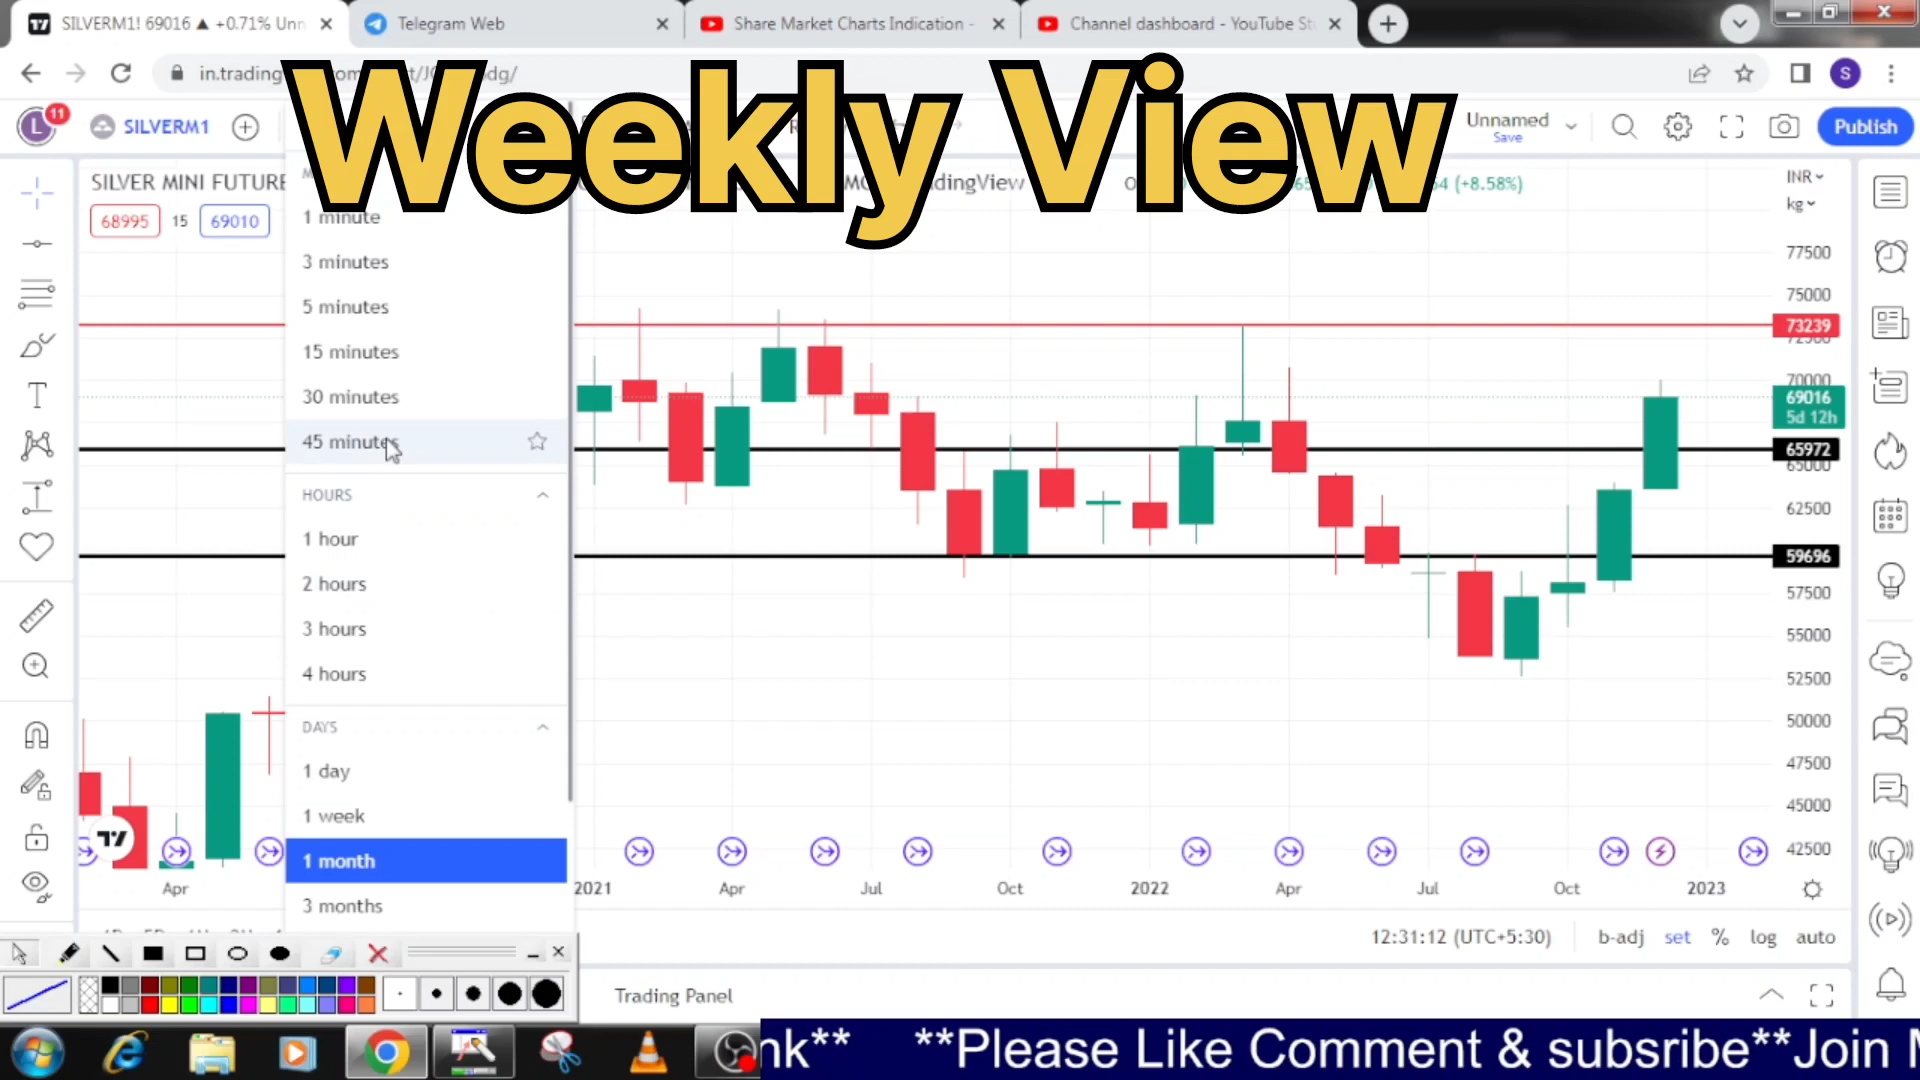 SILVERM1! 69016 ▲ +0.71% Unn
Telegram Web
Share Market Charts Indication -
Channel dashboard - YouTube St
S
Weekly View
L
11
SILVERM1
Unnamed
Save
Publish
SILVER MINI FUTURE
(+8.58%)
INR
kg
68995
15
69010
1 minute
3 minutes
5 minutes
15 minutes
30 minutes
45 minutes
HOURS
1 hour
2 hours
3 hours
4 hours
DAYS
1 day
1 week
1 month
3 months
77500
75000
73239
72500
70000
69016
5d 12h
65972
65000
62500
59696
57500
55000
52500
50000
47500
45000
42500
Apr
2021
Apr
Jul
Oct
2022
Apr
Jul
Oct
2023
12:31:12 (UTC+5:30)
b-adj
set
%
log
auto
Trading Panel
nk** **Please Like Comment & subsribe**Join